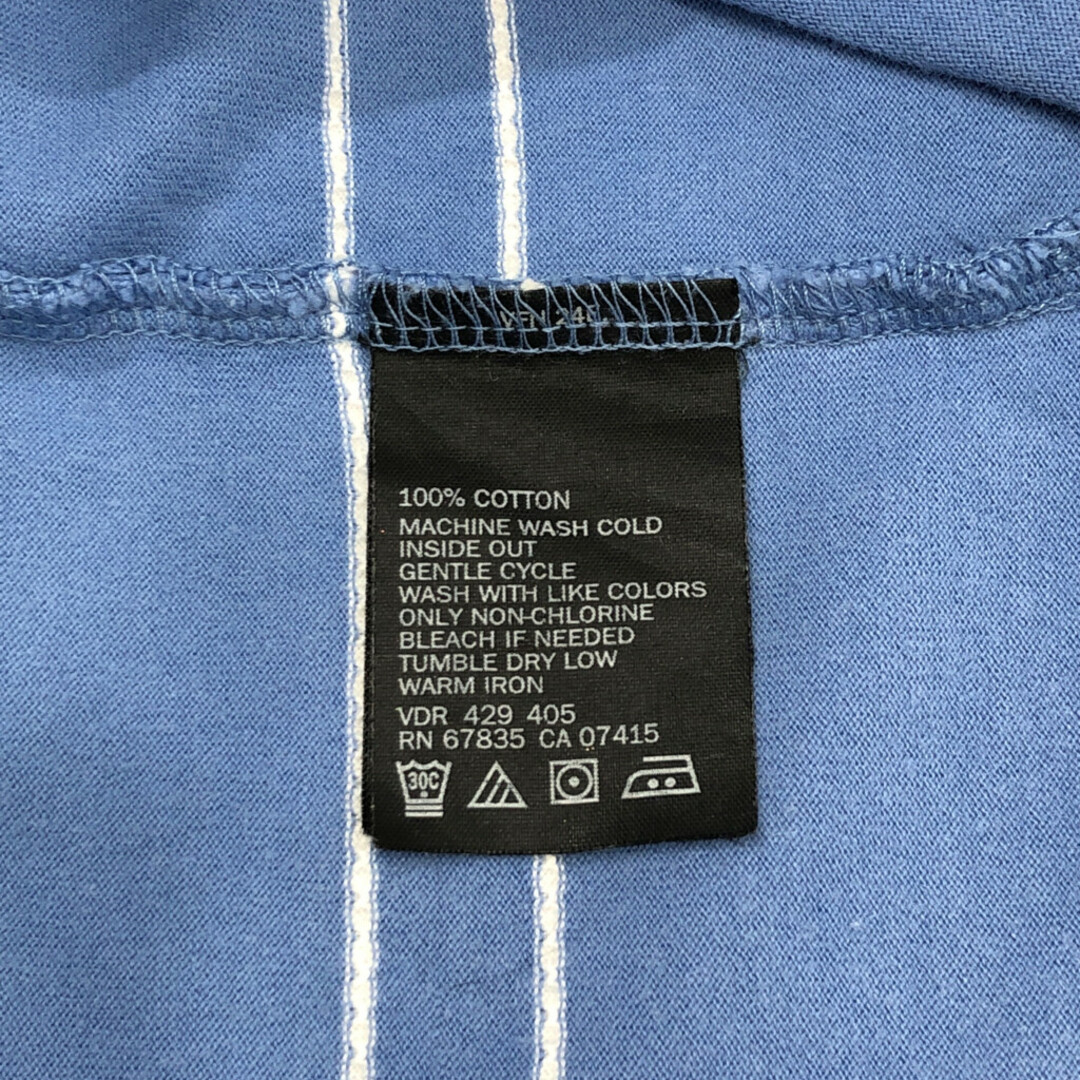 100% COTTON
MACHINE WASH COLD
INSIDE OUT
GENTLE CYCLE
WASH WITH LIKE COLORS
ONLY NON-CHLORINE
BLEACH IF NEEDED
TUMBLE DRY LOW
WARM IRON
VDR 429 405
RN 67835 CA 07415
30C